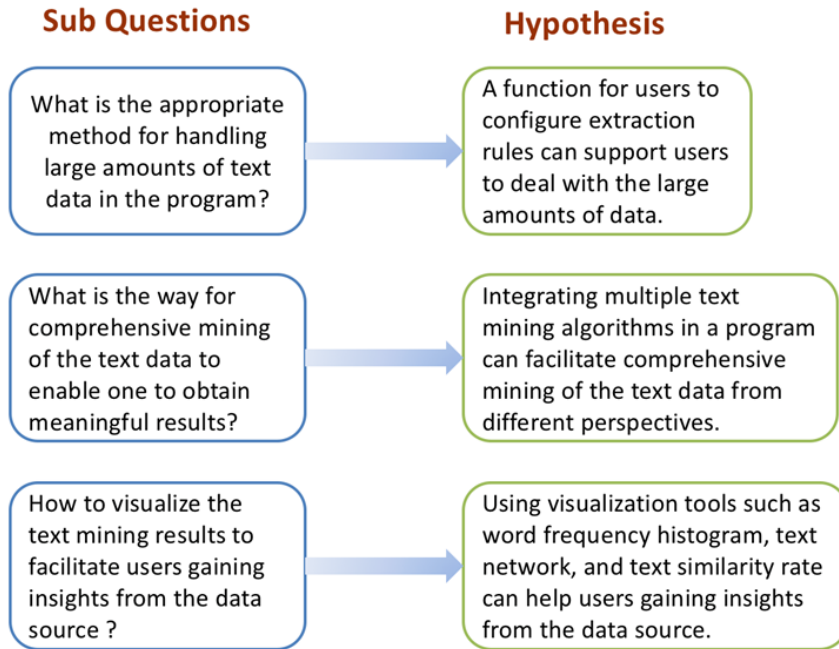 Sub Questions
Hypothesis
What is the appropriate
method for handling
large amounts of text
data in the program?
A function for users to
configure extraction
rules can support users
to deal with the large
amounts of data.
What is the way for
comprehensive mining
of the text data to
enable one to obtain
meaningful results?
Integrating multiple text
mining algorithms in a program
can facilitate comprehensive
mining of the text data from
different perspectives.
How to visualize the
text mining results to
facilitate users gaining
insights from the data
source ?
Using visualization tools such as
word frequency histogram, text
network, and text similarity rate
can help users gaining insights
from the data source.